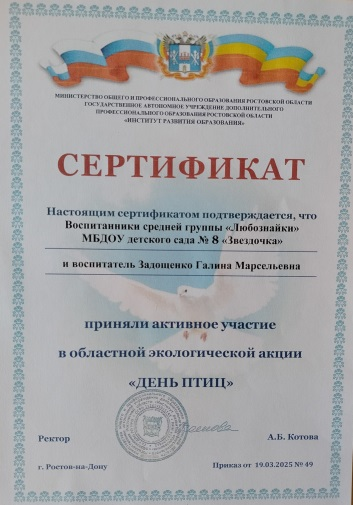 МИНИСТЕРСТВО ОБЩЕГО И ПРОФЕССИОНАЛЬНОГО ОБРАЗОВАНИЯ РОСТОВСКОЙ ОБЛАСТИ
ГОСУДАРСТВЕННОЕ АВТОНОМНОЕ УЧРЕЖДЕНИЕ ДОПОЛНИТЕЛЬНОГО
ПРОФЕССИОНАЛЬНОГО ОБРАЗОВАНИЯ РОСТОВСКОЙ ОБЛАСТИ
«ИНСТИТУТ РАЗВИТИЯ ОБРАЗОВАНИЯ»
СЕРТИФИКАТ
Настоящим сертификатом подтверждается, что
Воспитанники средней группы «Любознайки»
МБДОУ детского сада № 8 «Звездочка»
и воспитатель Задощенко Галина Марсельевна
приняли активное участие
в областной экологической акции
«ДЕНЬ ПТИЦ»
Ректор
А.Б. Котова
г. Ростов-на-Дону
Приказ от 19.03.2025 № 49